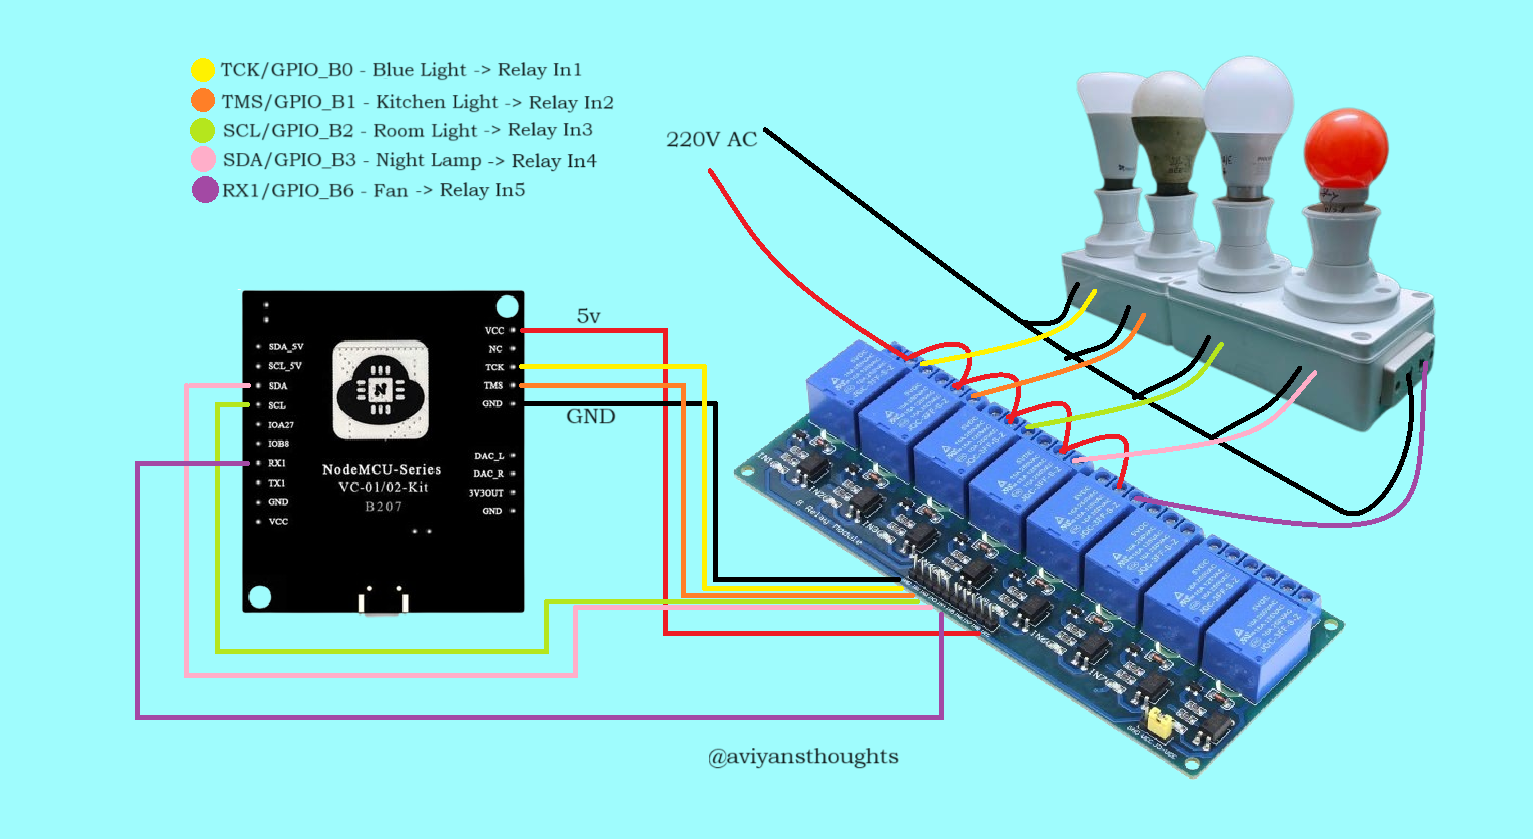 TCK/GPIO_B0 - Blue Light -> Relay In1
TMS/GPIO_B1 - Kitchen Light -> Relay In2
SCL/GPIO_B2 - Room Light -> Relay In3
SDA/GPIO_B3 - Night Lamp -> Relay In4
RX1/GPIO_B6 - Fan -> Relay In5
220V AC
5v
GND
VCC
NC
TCK
TMS
GND
DAC_L
DAC_R
3V3OUT
GND
SDA_5V
SCL_5V
SDA
SCL
IOA27
IOB8
RX1
TX1
GND
VCC
N
NodeMCU-Series
VC-01/02-Kit
B207
8 Relay Module
@aviyansthoughts